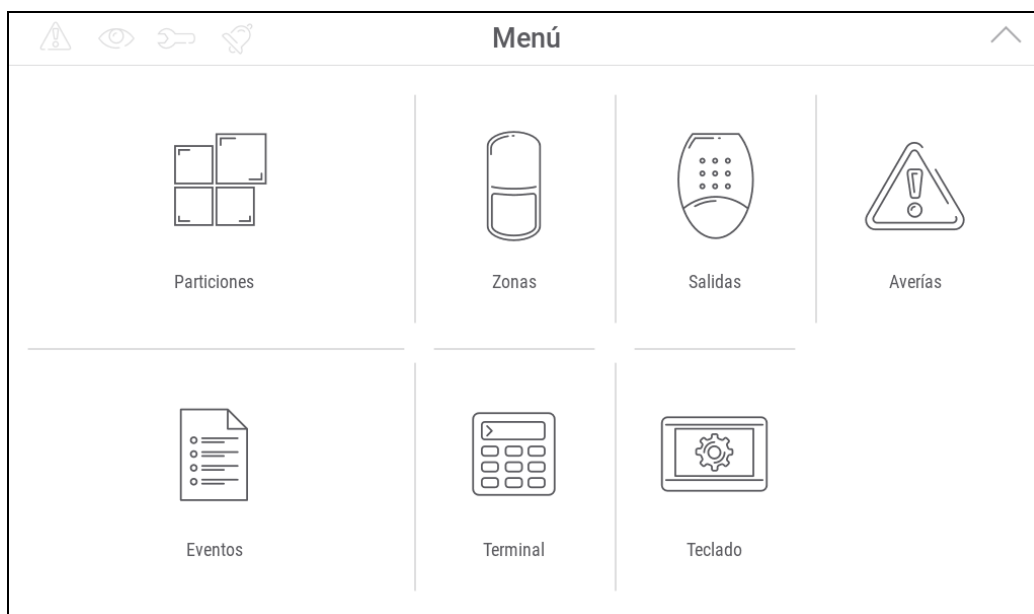 Menú
Particiones
Zonas
Salidas
Averías
Eventos
Terminal
Teclado